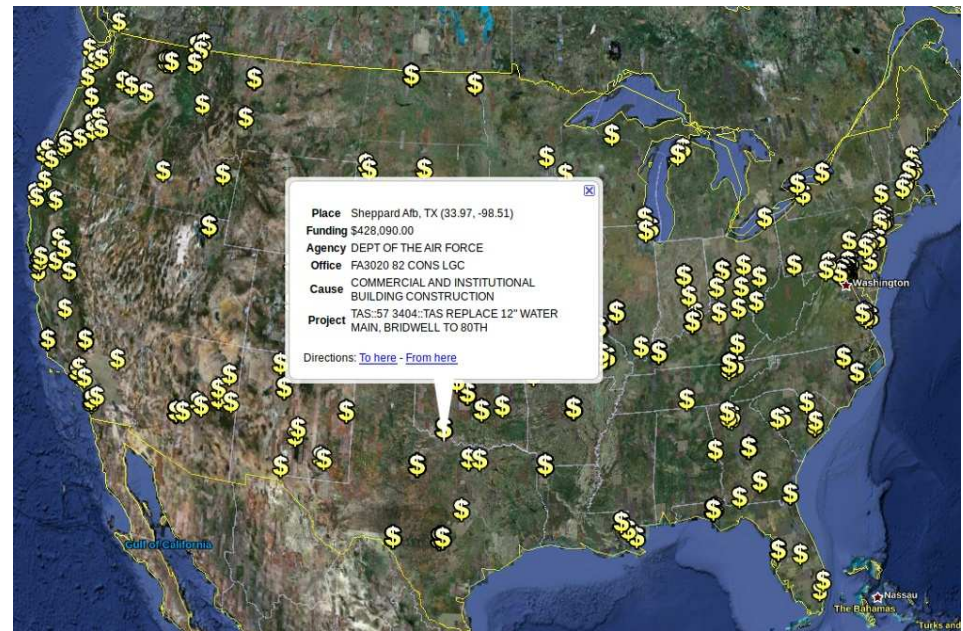 Place Sheppard Afb, TX (33.97, -98.51)
Funding $428,090.00
Agency DEPT OF THE AIR FORCE
Office FA3020 82 CONS LGC
Cause COMMERCIAL AND INSTITUTIONAL
BUILDING CONSTRUCTION
Project TAS::57 3404::TAS REPLACE 12" WATER
MAIN, BRIDWELL TO 80TH
Directions: To here - From here
Washington
Gulf of California
Nassau
The Bahamas
Turks and